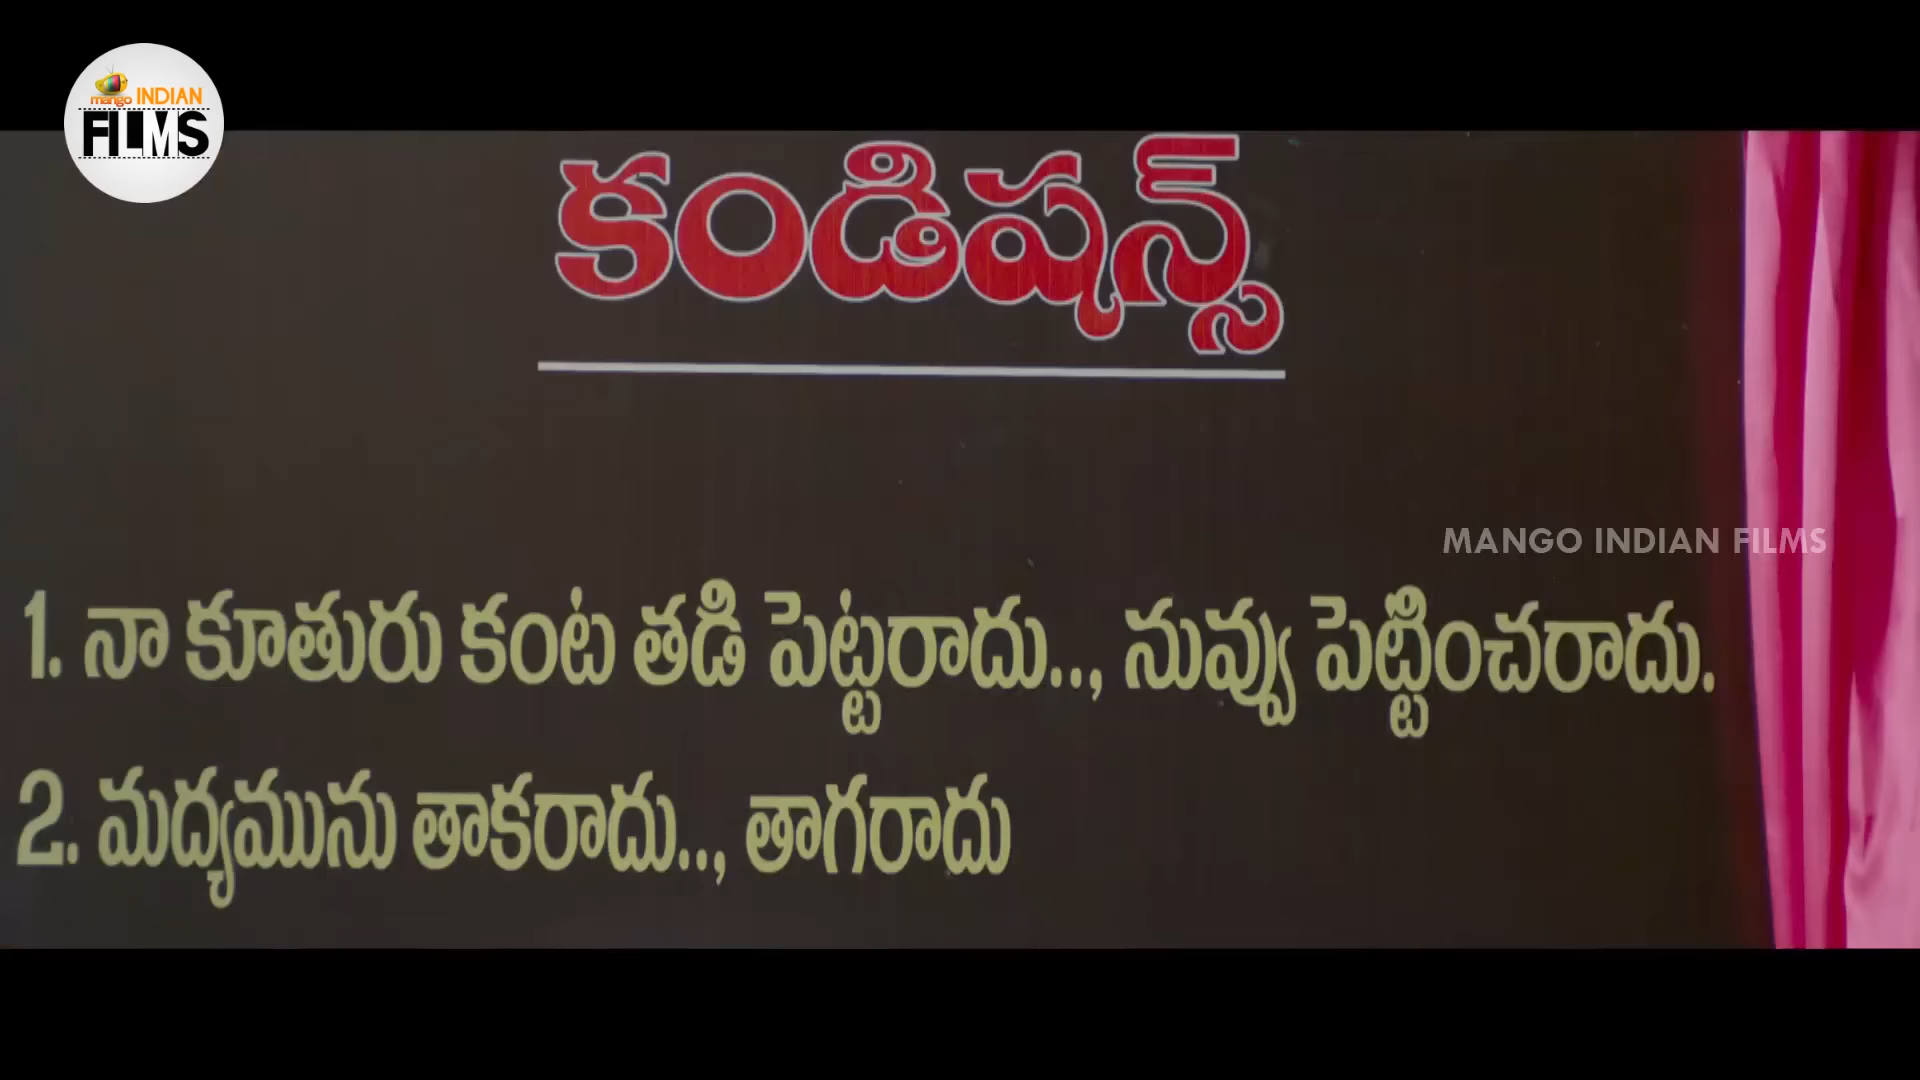 mango INDIAN
FILMS
కండిషన్స్
MANGO INDIAN FILMS
1. నా కూతురు కంట తడి పెట్టరాదు.., నువ్వు పెట్టించరాదు.
2. మద్యమును తాకరాదు.., తాగరాదు